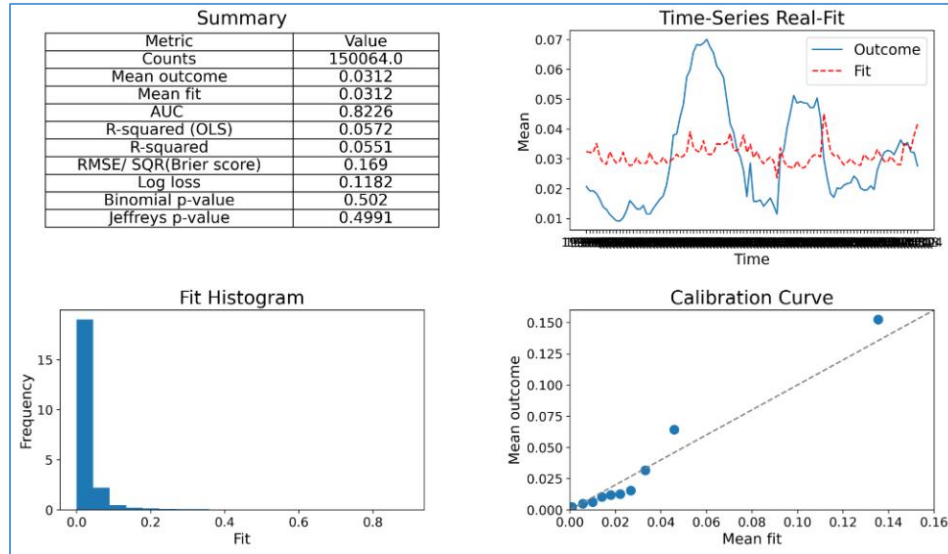 Summary
Metric Value
Counts 150064.0
Mean outcome 0.0312
Mean fit 0.0312
AUC 0.8226
R-squared (OLS) 0.0572
R-squared 0.0551
RMSE/ SQR(Brier score) 0.169
Log loss 0.1182
Binomial p-value 0.502
Jeffreys p-value 0.4991
Time-Series Real-Fit
Outcome
Fit
0.07
0.06
0.05
0.04
0.03
0.02
0.01
Mean
Time
Fit Histogram
15
10
5
0
Frequency
0.0 0.2 0.4 0.6 0.8
Fit
Calibration Curve
0.150
0.125
0.100
0.075
0.050
0.025
0.000
Mean outcome
0.00 0.02 0.04 0.06 0.08 0.10 0.12 0.14 0.16
Mean fit